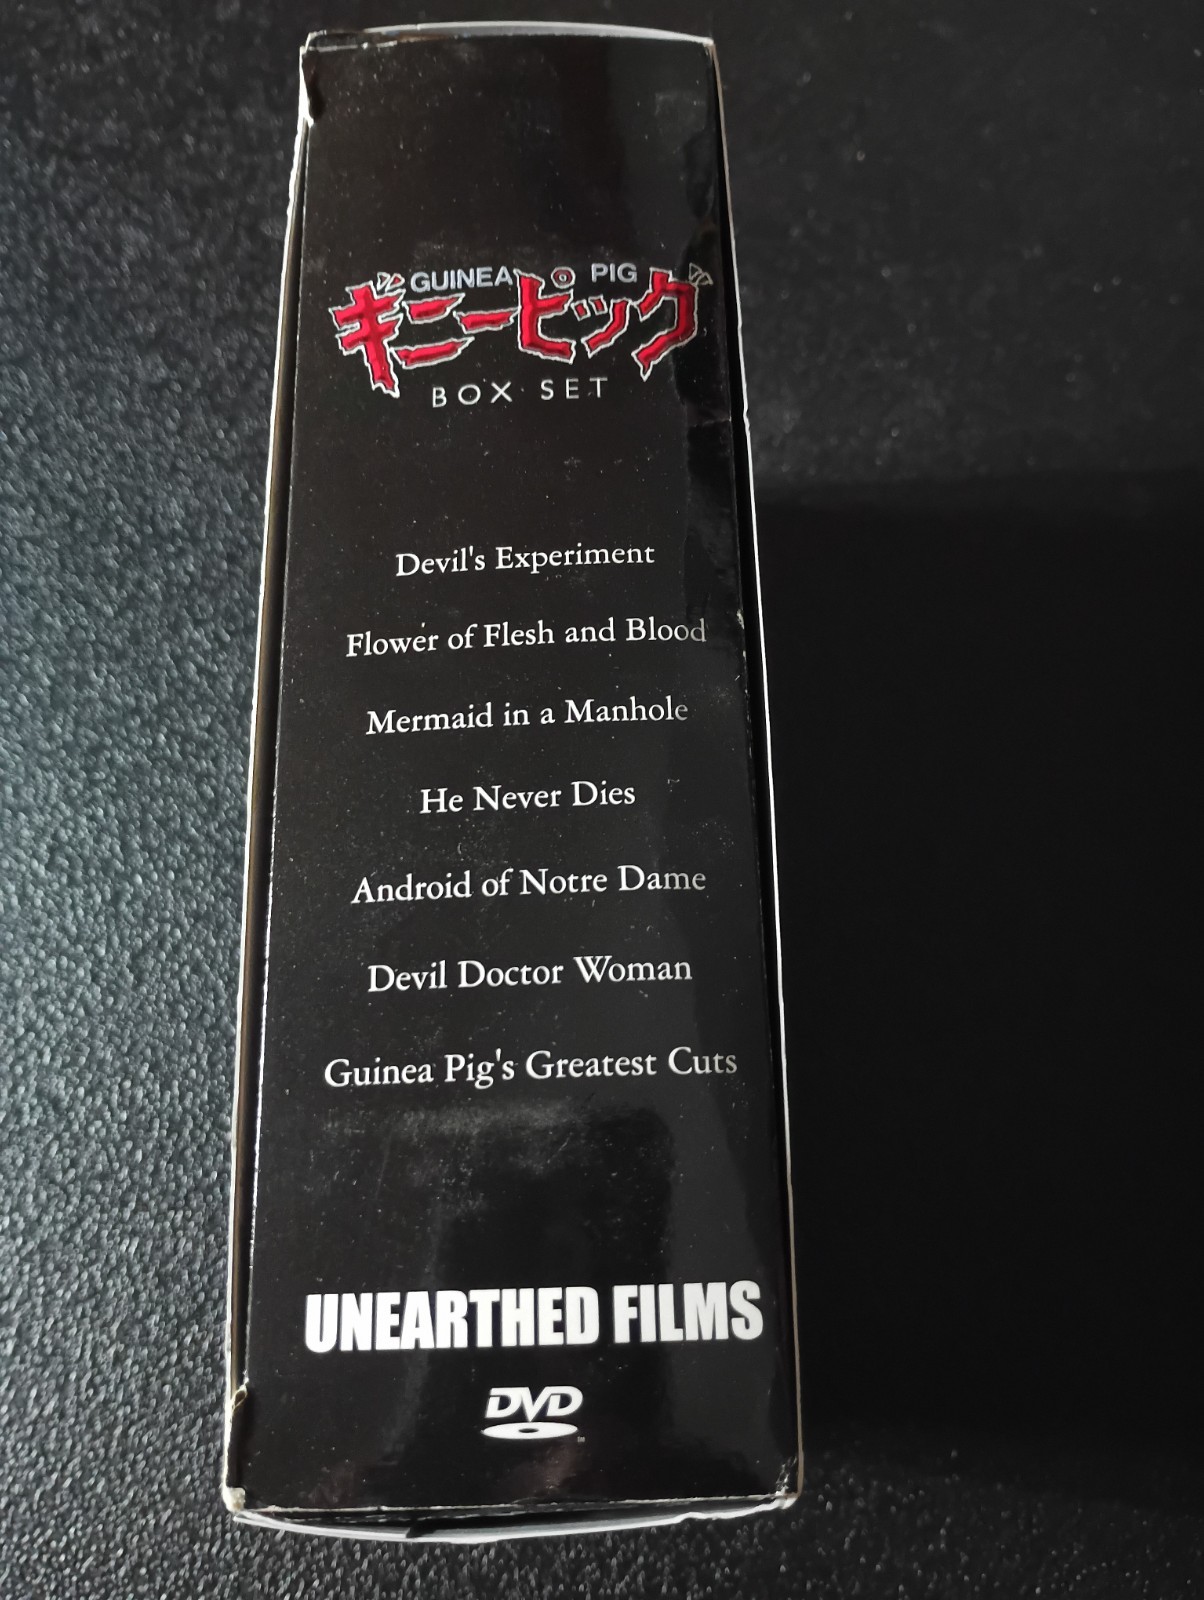 GUINEA PIG
ギニーピッグ
BOX SET
Devil's Experiment
Flower of Flesh and Blood
Mermaid in a Manhole
He Never Dies
Android of Notre Dame
Devil Doctor Woman
Guinea Pig's Greatest Cuts
UNEARTHED FILMS
DVD